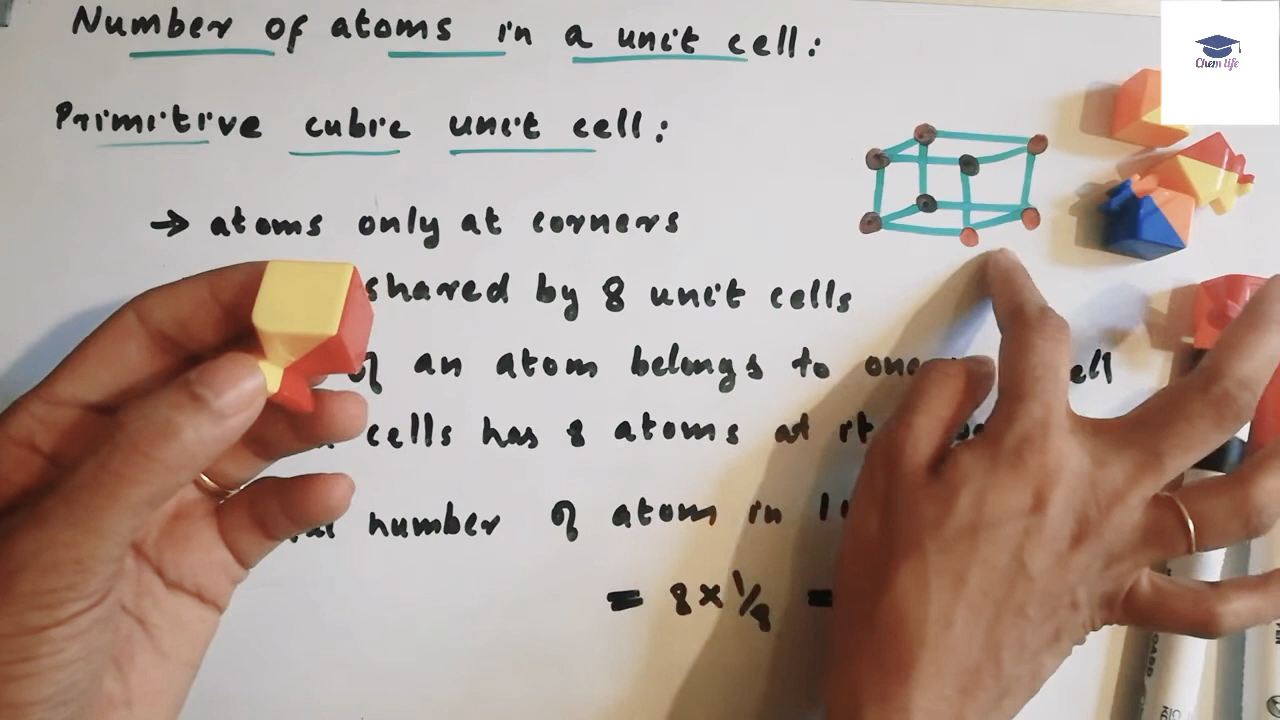 Number of atoms in a unit cell:
Chem life
Primitive cubic unit cell:
→ atoms only at corners
shared by 8 unit cells
of an atom belongs to
cells has 8 atoms at
number of atom in
= 8 × 1/8 =